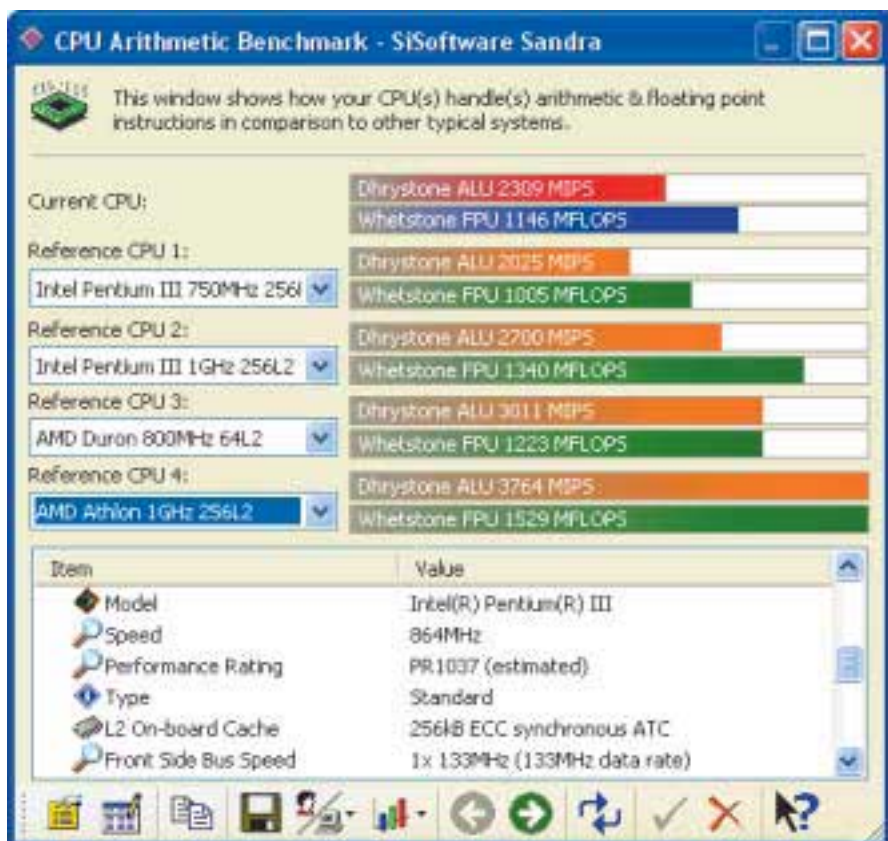 CPU Arithmetic Benchmark - SiSoftware Sandra
This window shows how your CPU(s) handle(s) arithmetic & floating point
instructions in comparison to other typical systems.
Current CPU:
Dhrystone ALU 2309 MIPS
Whetstone FPU 1146 MFLOPS
Reference CPU 1:
Intel Pentium III 750MHz 256
Dhrystone ALU 2025 MIPS
Whetstone FPU 1005 MFLOPS
Reference CPU 2:
Intel Pentium III 1GHz 256L2
Dhrystone ALU 2700 MIPS
Whetstone FPU 1340 MFLOPS
Reference CPU 3:
AMD Duron 800MHz 64L2
Dhrystone ALU 3011 MIPS
Whetstone FPU 1223 MFLOPS
Reference CPU 4:
AMD Athlon 1GHz 256L2
Dhrystone ALU 3764 MIPS
Whetstone FPU 1529 MFLOPS
Item Value
Model Intel(R) Pentium(R) III
Speed 864MHz
Performance Rating PR1037 (estimated)
Type Standard
L2 On-board Cache 256kB ECC synchronous ATC
Front Side Bus Speed 1x 133MHz (133MHz data rate)